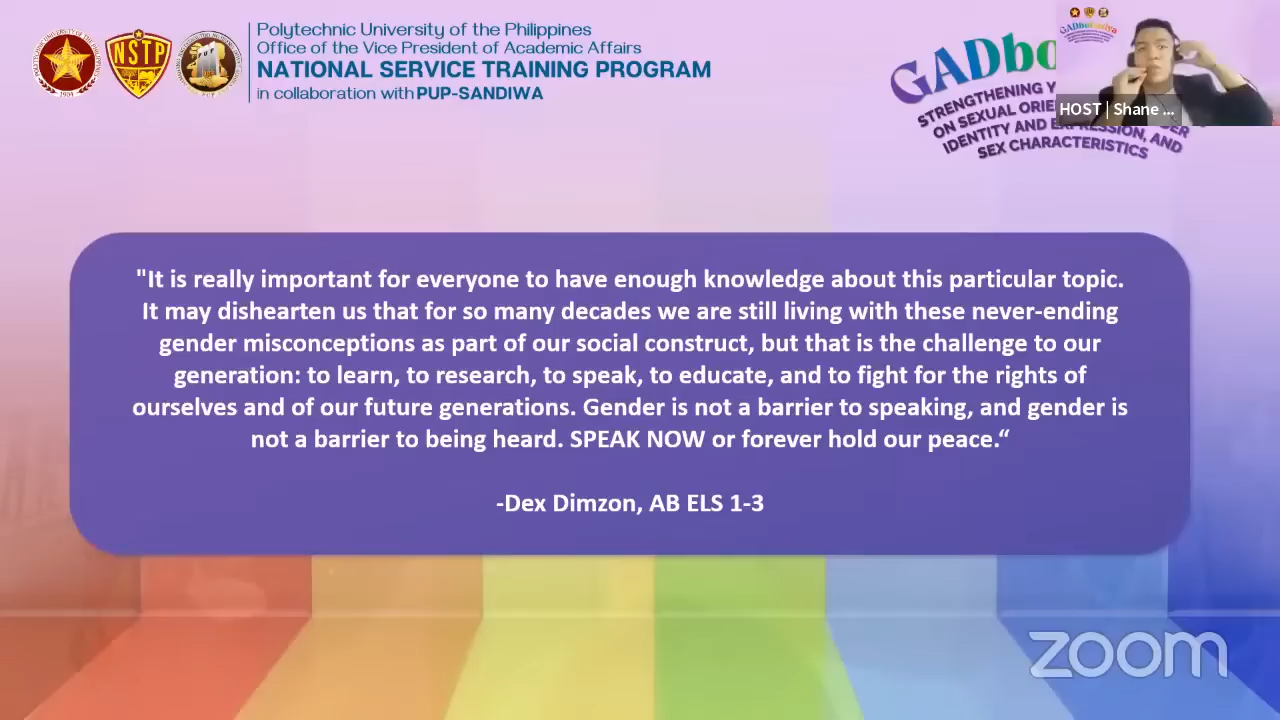 Polytechnic University of the Philippines
Office of the Vice President of Academic Affairs
NATIONAL SERVICE TRAINING PROGRAM
in collaboration with PUP-SANDIWA
NSTP
1904
GADbo
STRENGTHENING Y
ON SEXUAL ORIE
IDENTITY AND EXPRESSION, AND
SEX CHARACTERISTICS
HOST | Shane ...
"It is really important for everyone to have enough knowledge about this particular topic.
It may dishearten us that for so many decades we are still living with these never-ending
gender misconceptions as part of our social construct, but that is the challenge to our
generation: to learn, to research, to speak, to educate, and to fight for the rights of
ourselves and of our future generations. Gender is not a barrier to speaking, and gender is
not a barrier to being heard. SPEAK NOW or forever hold our peace.“
-Dex Dimzon, AB ELS 1-3
zoom